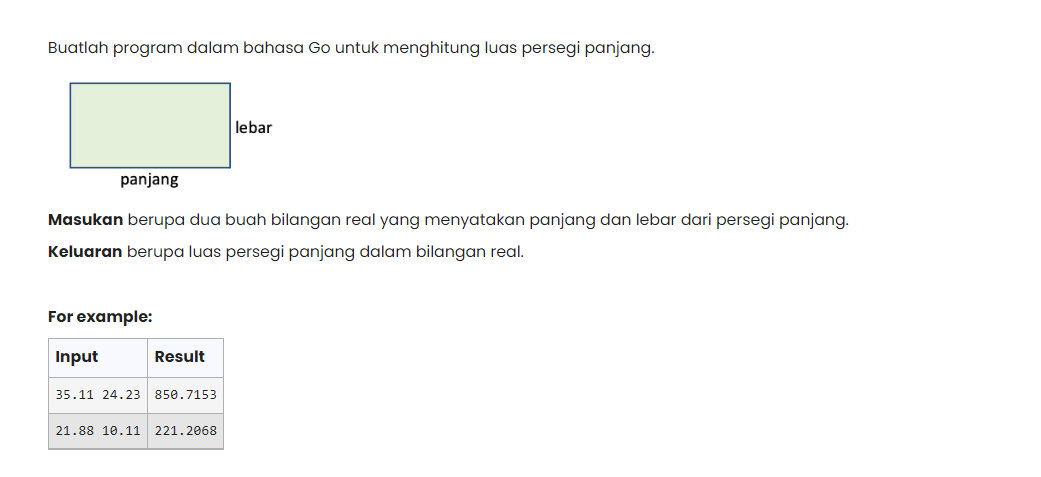 Buatlah program dalam bahasa Go untuk menghitung luas persegi panjang.
lebar
panjang
Masukan berupa dua buah bilangan real yang menyatakan panjang dan lebar dari persegi panjang.
Keluaran berupa luas persegi panjang dalam bilangan real.
For example:
Input Result
35.11 24.23 850.7153
21.88 10.11 221.2068